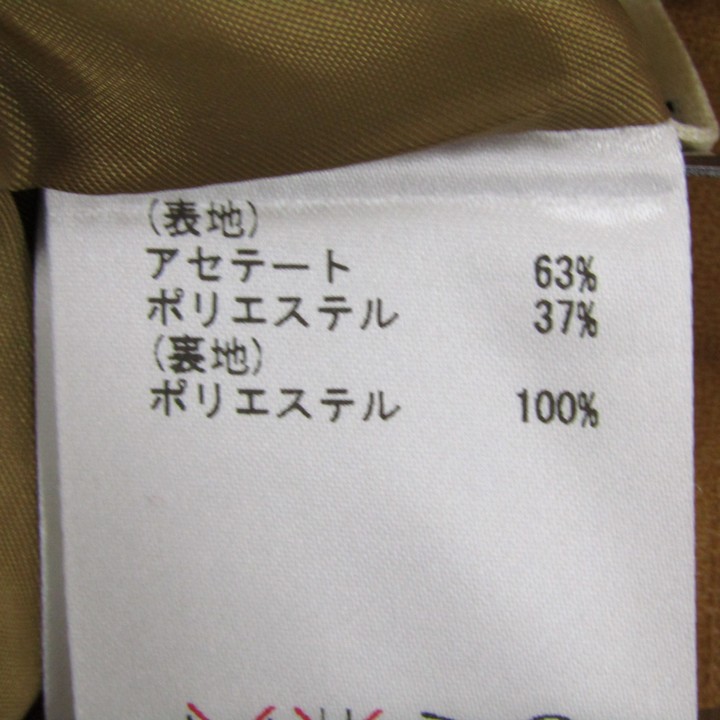 (表地)
アセテート 63%
ポリエステル 37%
(裏地)
ポリエステル 100%